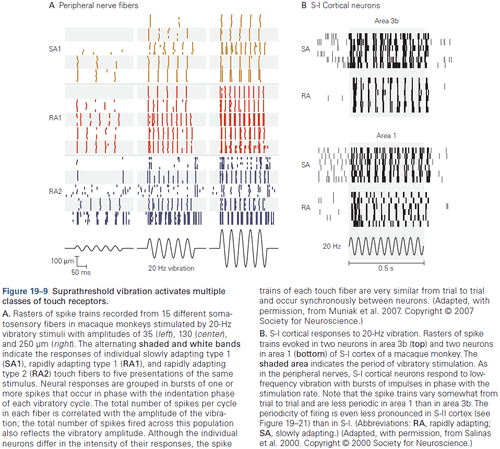 A Peripheral nerve fibers
SA1
RA1
RA2
100 μm
50 ms
20 Hz vibration
B S-I Cortical neurons
Area 3b
SA
RA
Area 1
SA
RA
20 Hz
0.5 s
Figure 19–9 Suprathreshold vibration activates multiple
classes of touch receptors.
A. Rasters of spike trains recorded from 15 different soma-
tosensory fibers in macaque monkeys stimulated by 20-Hz
vibratory stimuli with amplitudes of 35 (left), 130 (center),
and 250 μm (right). The alternating shaded and white bands
indicate the responses of individual slowly adapting type 1
(SA1), rapidly adapting type 1 (RA1), and rapidly adapting
type 2 (RA2) touch fibers to five presentations of the same
stimulus. Neural responses are grouped in bursts of one or
more spikes that occur in phase with the indentation phase
of each vibratory cycle. The total number of spikes per cycle
in each fiber is correlated with the amplitude of the vibra-
tion; the total number of spikes fired across this population
also reflects the vibratory amplitude. Although the individual
neurons differ in the intensity of their responses, the spike
trains of each touch fiber are very similar from trial to trial
and occur synchronously between neurons. (Adapted, with
permission, from Muniak et al. 2007. Copyright © 2007
Society for Neuroscience.)
B. S-I cortical responses to 20-Hz vibration. Rasters of spike
trains evoked in two neurons in area 3b (top) and two neurons
in area 1 (bottom) of S-I cortex of a macaque monkey. The
shaded area indicates the period of vibratory stimulation. As
in the peripheral nerves, S-I cortical neurons respond to low-
frequency vibration with bursts of impulses in phase with the
stimulation rate. Note that the spike trains vary somewhat from
trial to trial and are less periodic in area 1 than in area 3b. The
periodicity of firing is even less pronounced in S-II cortex (see
Figure 19–21) than in S-I. (Abbreviations: RA, rapidly adapting;
SA, slowly adapting.) (Adapted, with permission, from Salinas
et al. 2000. Copyright © 2000 Society for Neuroscience.)